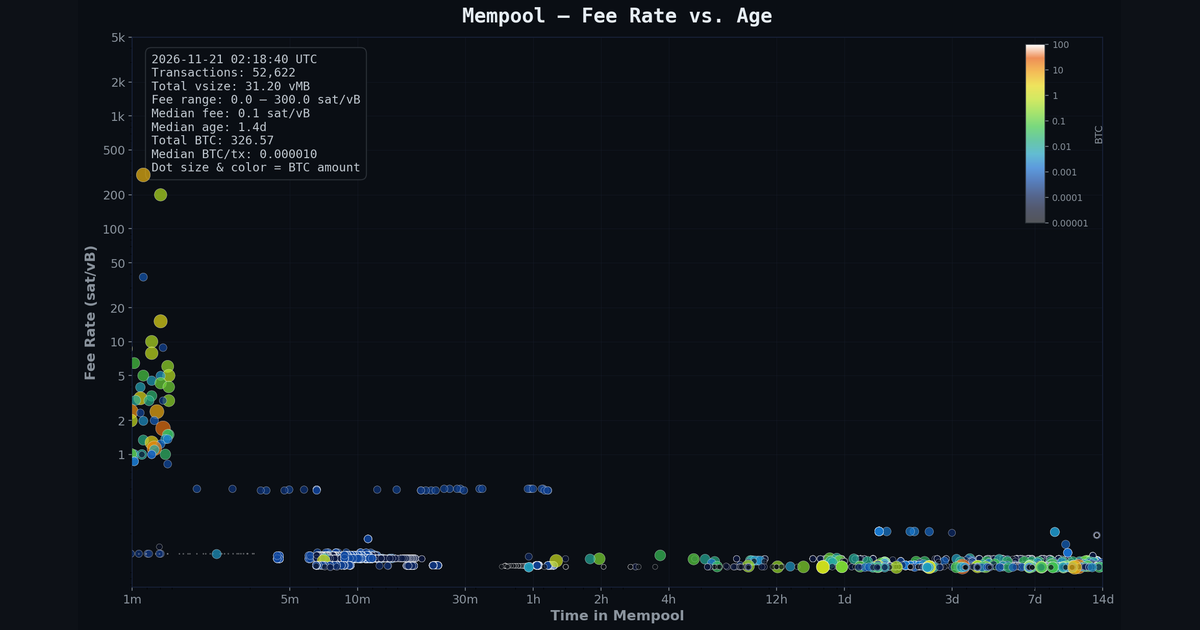 Mempool — Fee Rate vs. Age
5k
2k
1k
500
200
100
50
20
10
5
2
1
Fee Rate (sat/vB)
2026-11-21 02:18:40 UTC
Transactions: 52,622
Total vsize: 31.20 vMB
Fee range: 0.0 — 300.0 sat/vB
Median fee: 0.1 sat/vB
Median age: 1.4d
Total BTC: 326.57
Median BTC/tx: 0.000010
Dot size & color = BTC amount
100
10
1
0.1
0.01
0.001
0.0001
0.00001
BTC
1m
5m
10m
30m
1h
2h
4h
12h
1d
3d
7d
14d
Time in Mempool